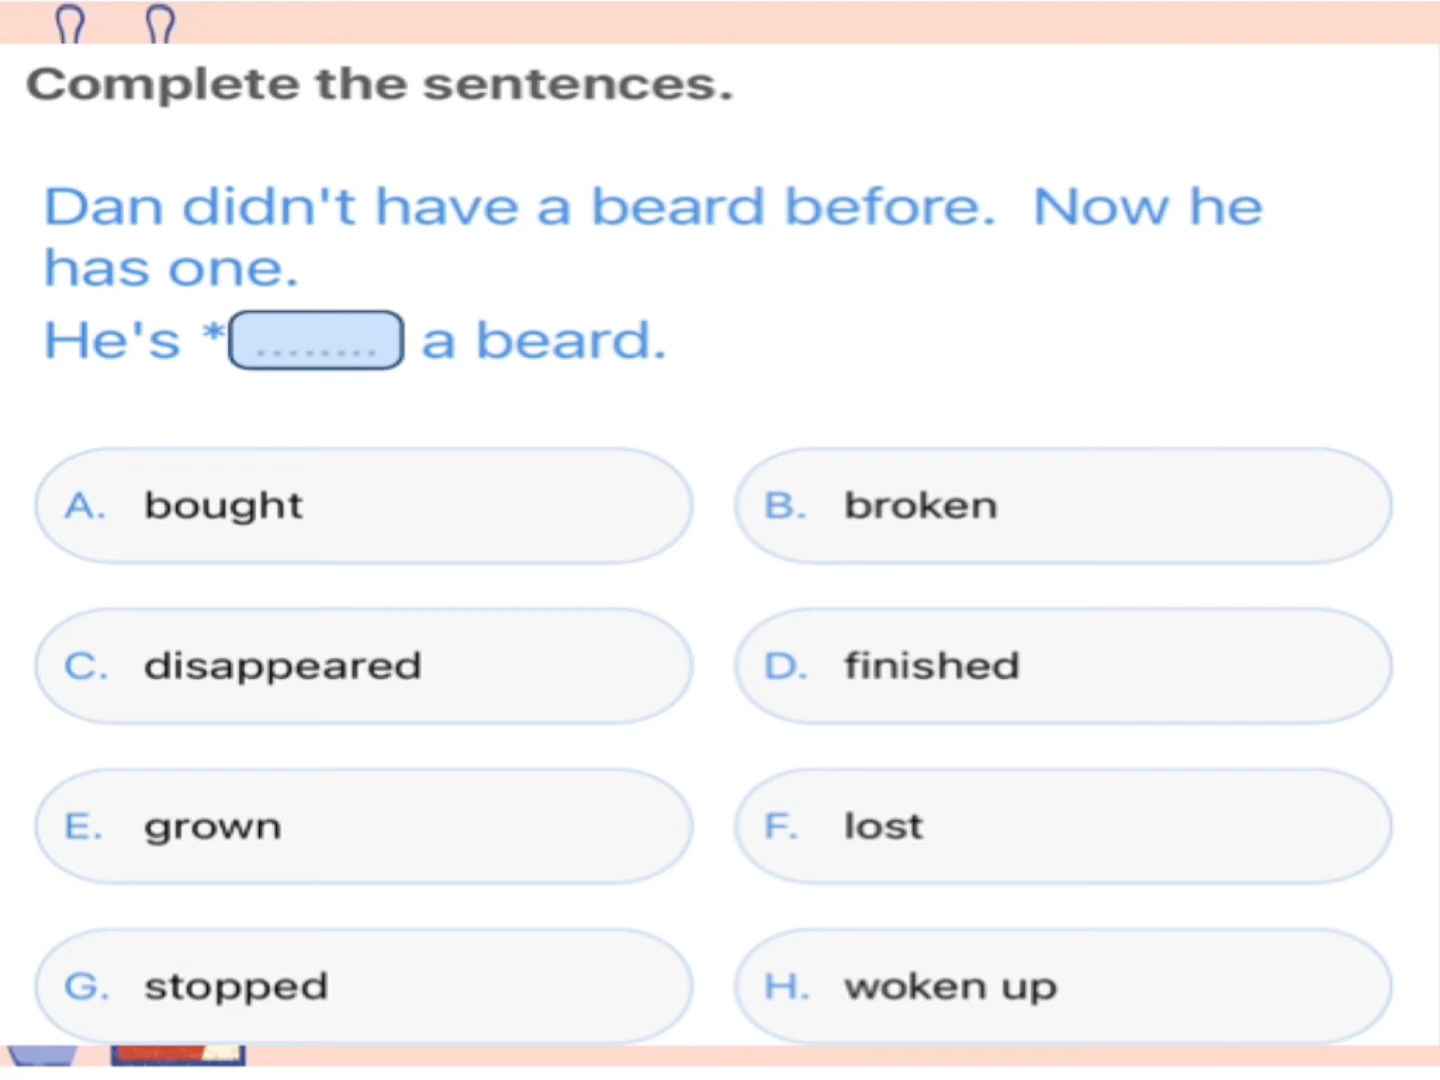 Complete the sentences.
Dan didn't have a beard before. Now he
has one.
He's *........ a beard.
A. bought
B. broken
C. disappeared
D. finished
E. grown
F. lost
G. stopped
H. woken up